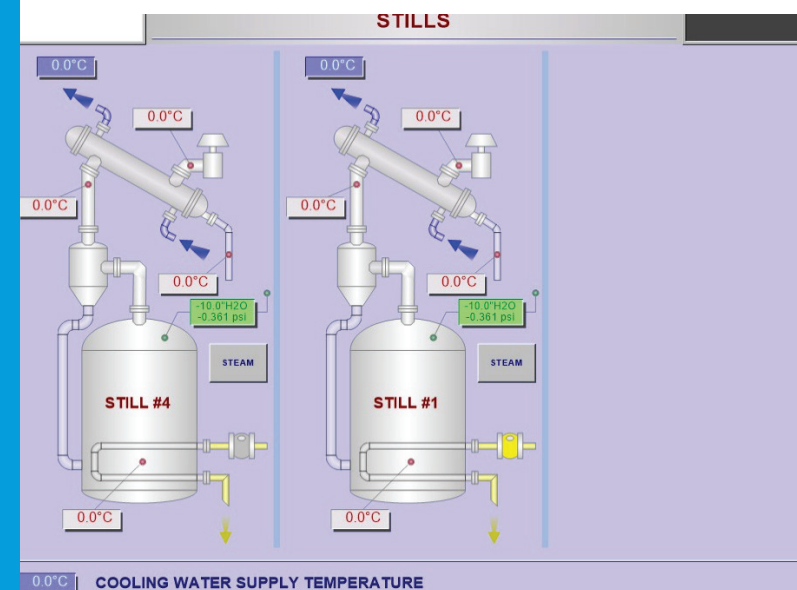 STILLS
0.0°C
0.0°C
0.0°C
0.0°C
-10.0"H2O
-0.361 psi
STEAM
STILL #4
0.0°C
0.0°C
0.0°C
0.0°C
0.0°C
-10.0"H2O
-0.361 psi
STEAM
STILL #1
0.0°C
0.0°C COOLING WATER SUPPLY TEMPERATURE